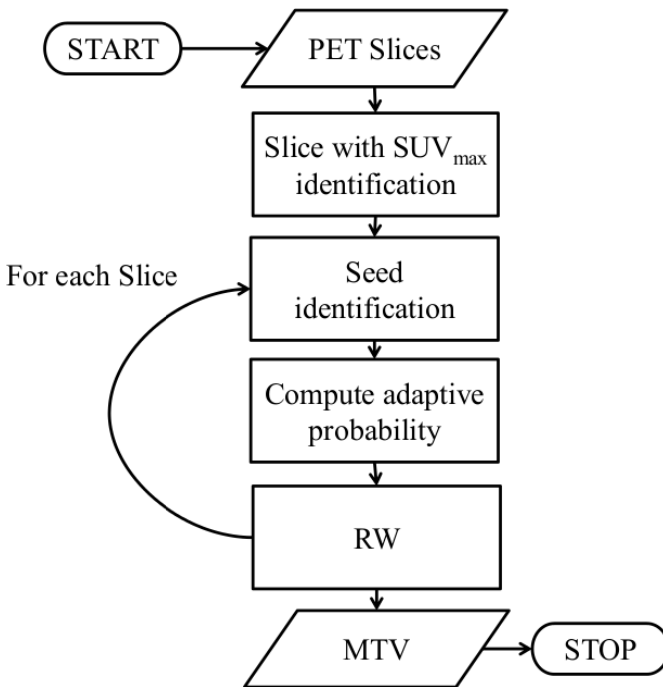 START
PET Slices
Slice with SUVmax
identification
For each Slice
Seed
identification
Compute adaptive
probability
RW
MTV
STOP